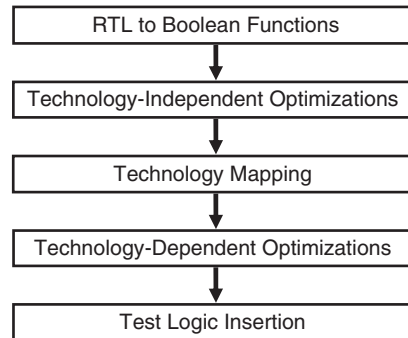 RTL to Boolean Functions
Technology-Independent Optimizations
Technology Mapping
Technology-Dependent Optimizations
Test Logic Insertion